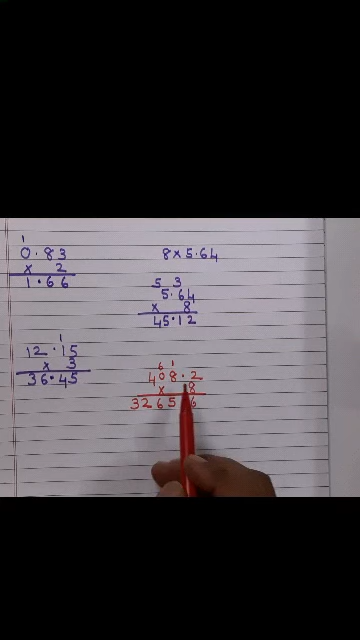 1
0.83
x 2
1.66
8 x 5.64
5 3
5.64
x 8
45.12
1
12.15
x 3
36.45
6 1
408.2
x 8
3265 6